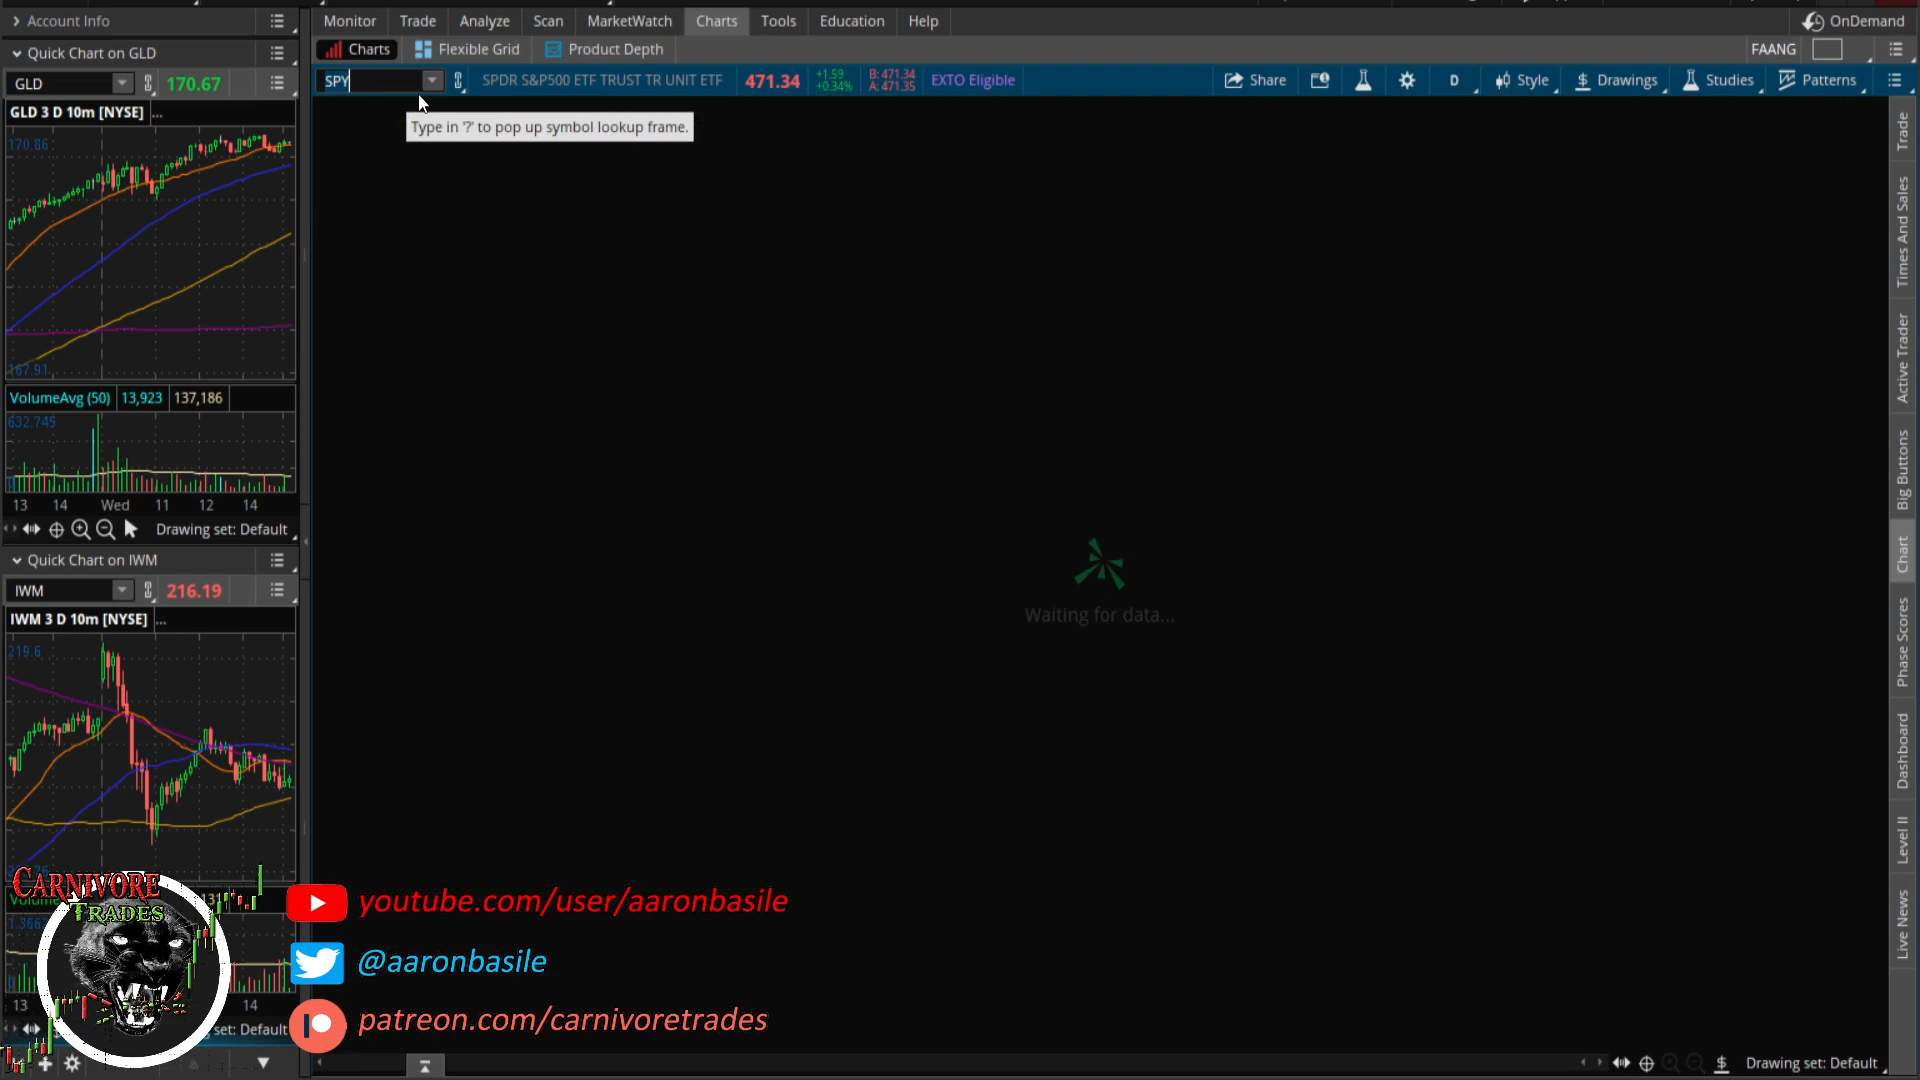 Account Info
Monitor Trade Analyze Scan MarketWatch Charts Tools Education Help
OnDemand
Quick Chart on GLD
Charts Flexible Grid Product Depth
FAANG
GLD 170.67
SPY SPDR S&P500 ETF TRUST TR UNIT ETF 471.34 +1.59 +0.34% B: 471.34 A: 471.35 EXTO Eligible
Share D Style Drawings Studies Patterns
GLD 3 D 10m [NYSE] ...
Type in '?' to pop up symbol lookup frame.
170.86
167.91
VolumeAvg (50) 13,923 137,186
632.745
13 14 Wed 11 12 14
Drawing set: Default
Quick Chart on IWM
IWM 216.19
IWM 3 D 10m [NYSE] ...
219.6
Waiting for data...
Trade
Times And Sales
Active Trader
Big Buttons
Chart
Phase Scores
Dashboard
Level II
Live News
CARNIVORE
TRADES
youtube.com/user/aaronbasile
@aaronbasile
13 14
patreon.com/carnivoretrades
set: Default
Drawing set: Default